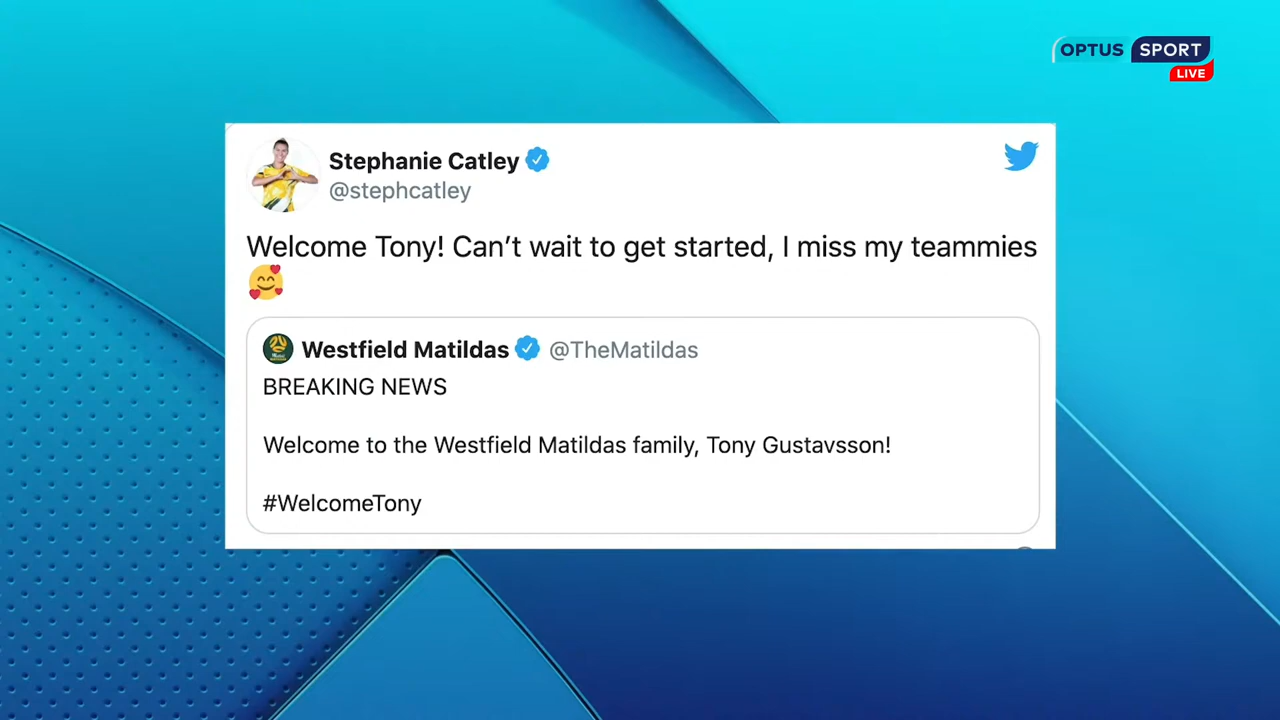 OPTUS SPORT
LIVE
Stephanie Catley
@stephcatley
Welcome Tony! Can’t wait to get started, I miss my teammies
🥰
Westfield Matildas @TheMatildas
BREAKING NEWS
Welcome to the Westfield Matildas family, Tony Gustavsson!
#WelcomeTony